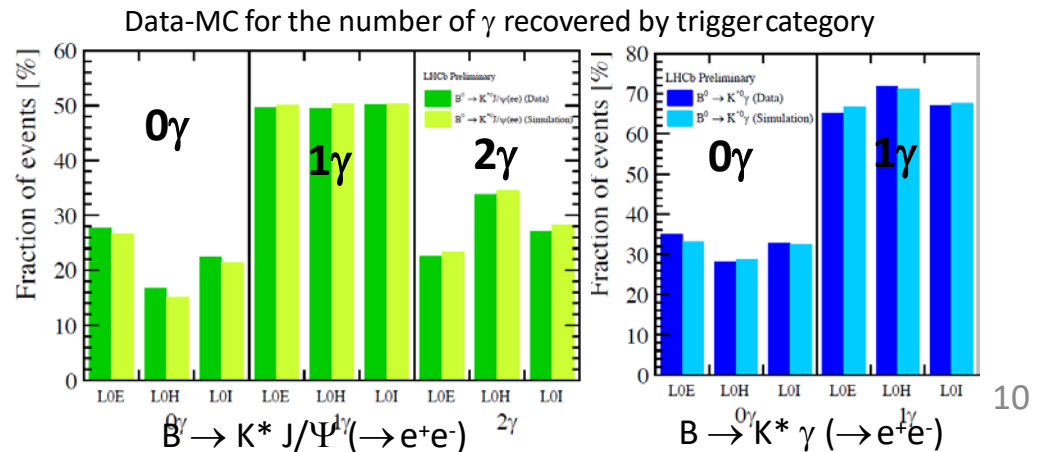 Data-MC for the number of γ recovered by trigger category
Fraction of events [%]
60
50
40
30
20
10
0
LHCb Preliminary
B⁰ → K*⁰J/ψ(ee) (Data)
B⁰ → K*⁰J/ψ(ee) (Simulation)
0γ
1γ
2γ
L0E L0H L0I L0E L0H L0I L0E L0H L0I
0γ 1γ 2γ
B → K* J/Ψ (→ e⁺e⁻)
Fraction of events [%]
80
70
60
50
40
30
20
10
0
LHCb Preliminary
B⁰ → K*⁰γ (Data)
B⁰ → K*⁰γ (Simulation)
0γ
1γ
L0E L0H L0I L0E L0H L0I
0γ 1γ
B → K* γ (→ e⁺e⁻)
10